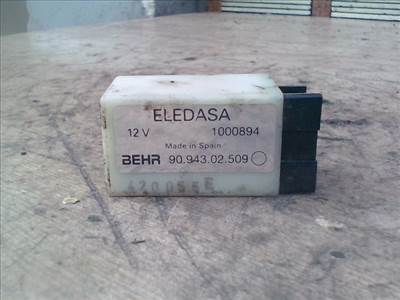 ELEDASA
12 V 1000894
Made in Spain
BEHR 90.943.02.509